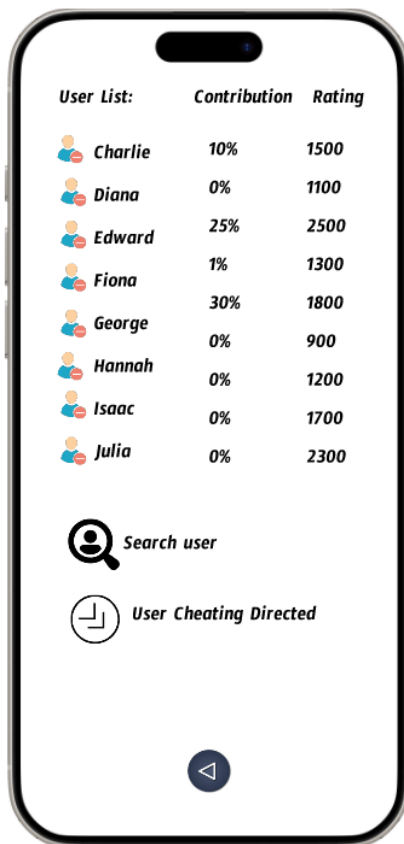 User List: Contribution Rating
Charlie 10% 1500
Diana 0% 1100
Edward 25% 2500
Fiona 1% 1300
George 30% 1800
Hannah 0% 900
Isaac 0% 1200
Julia 0% 1700
0% 2300
Search user
User Cheating Directed